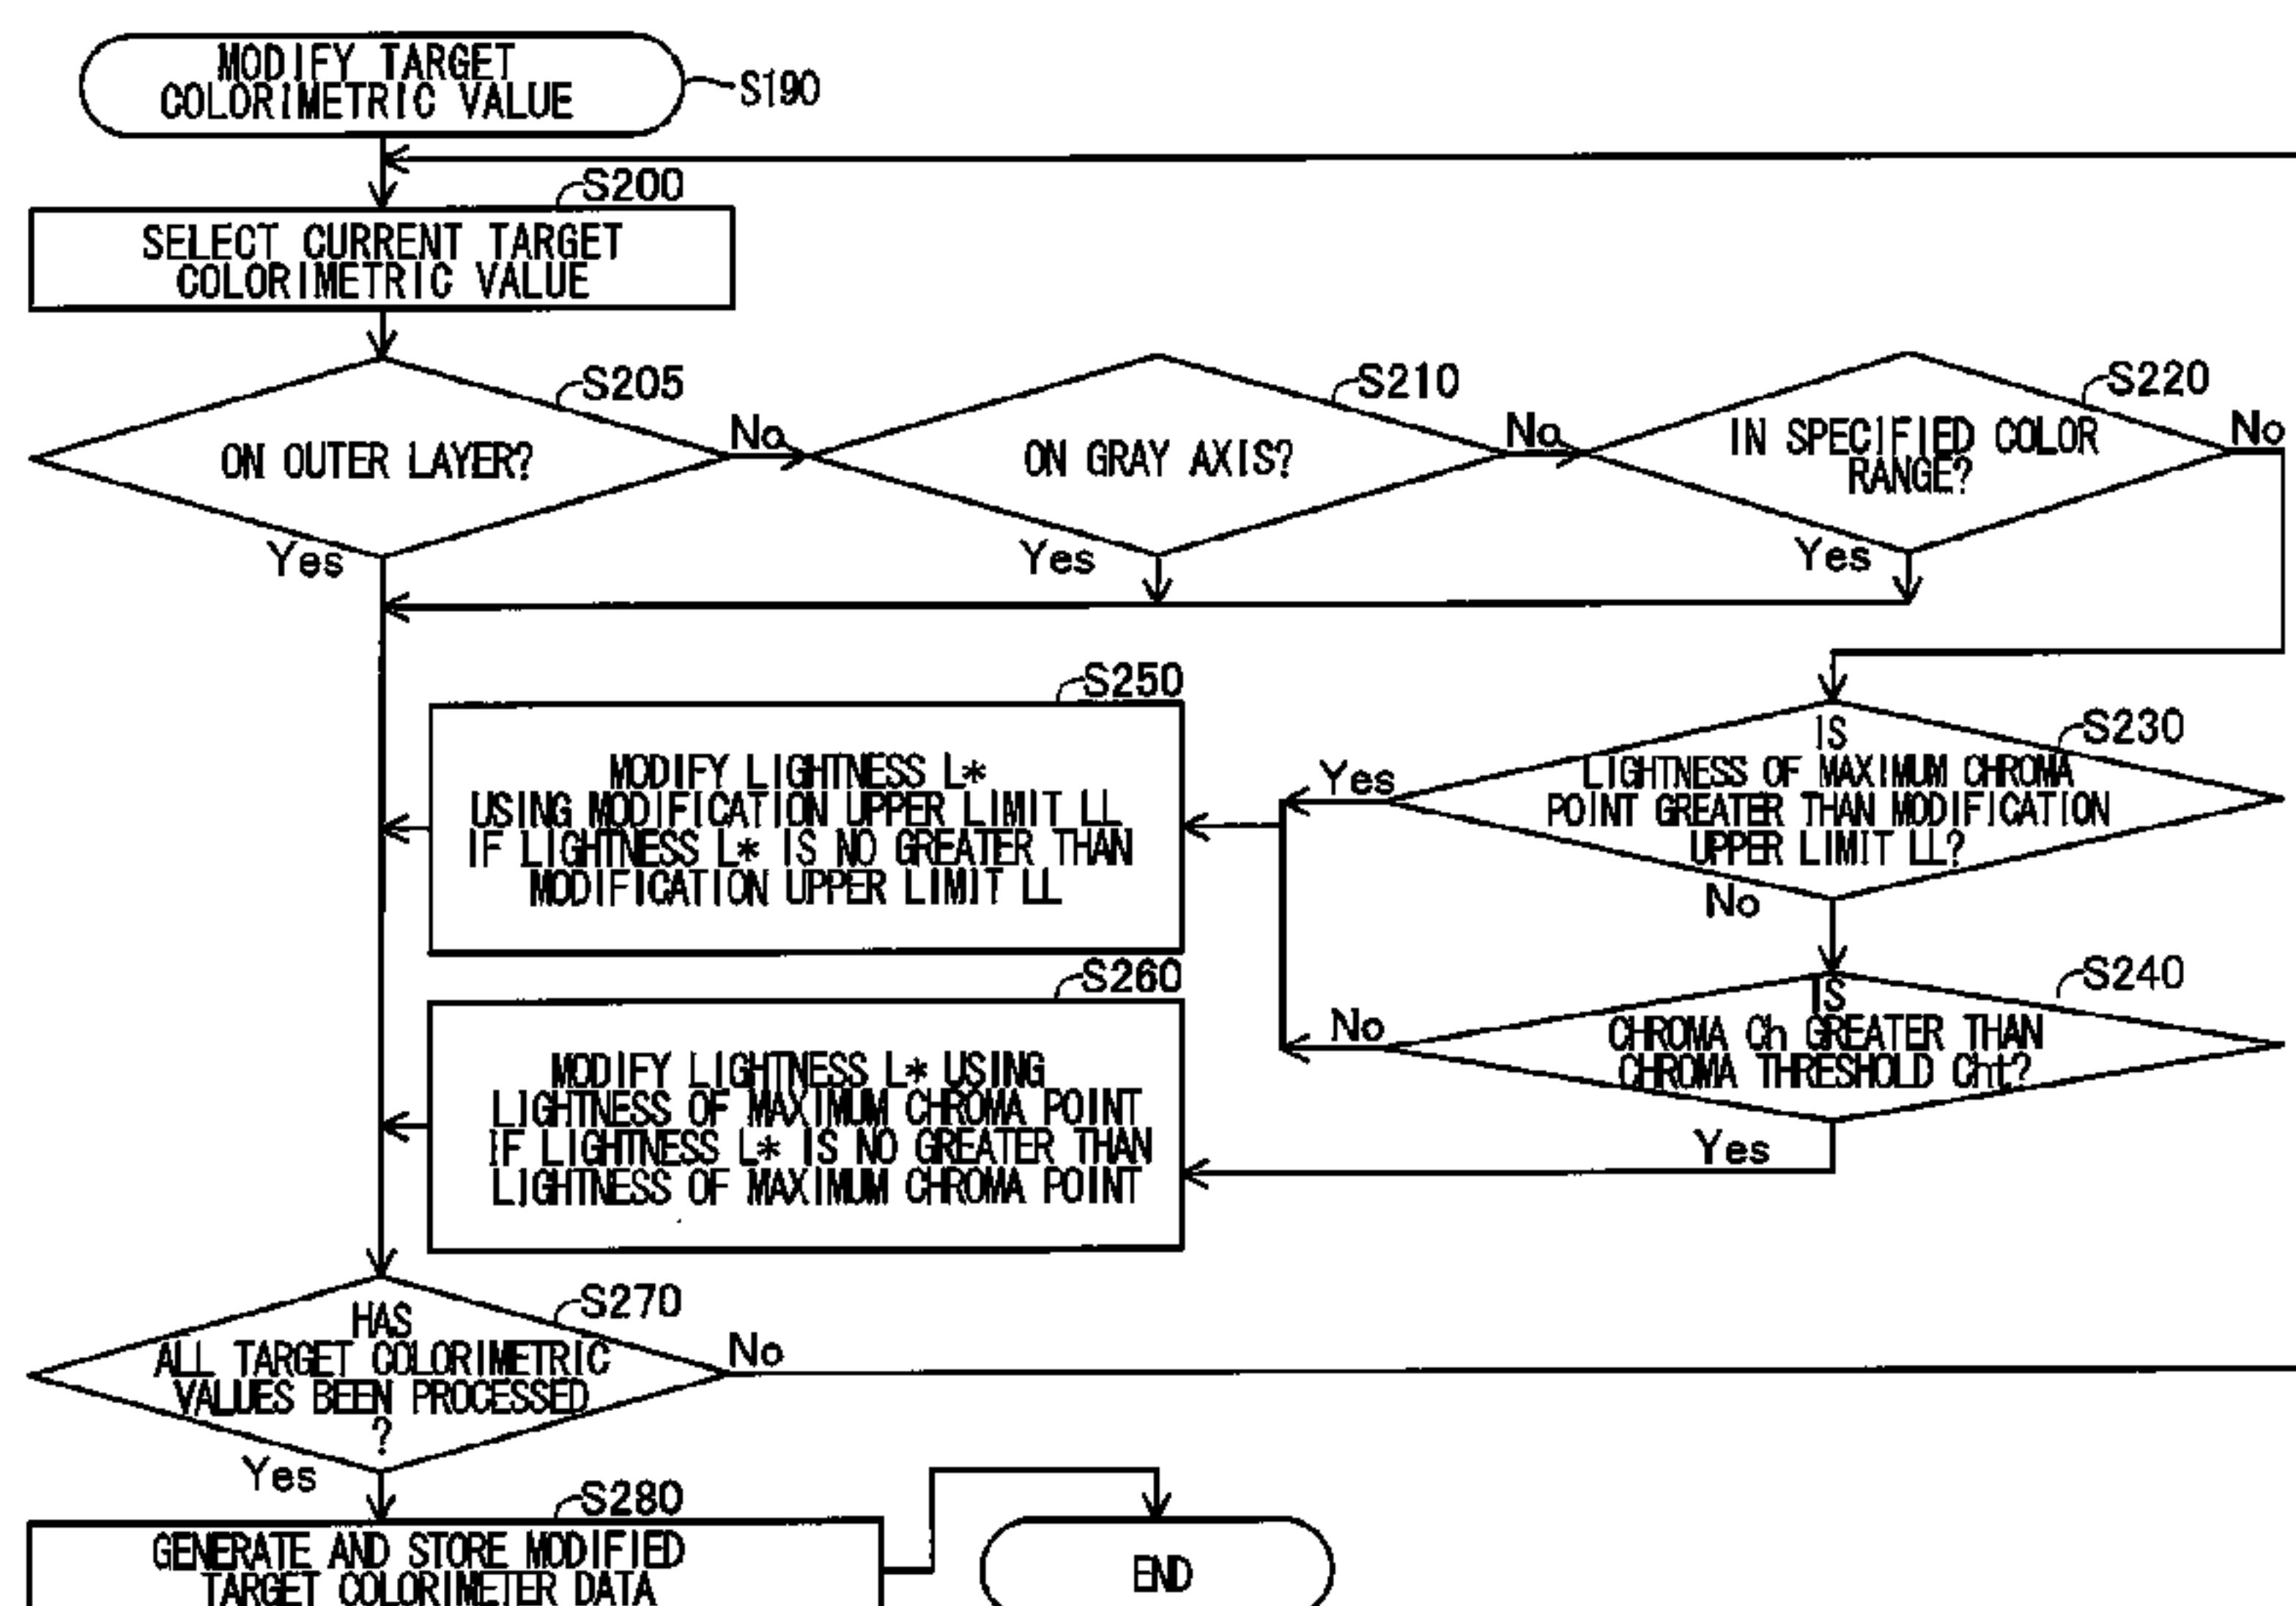 MODIFY TARGET
COLORIMETRIC VALUE
S190
S200
SELECT CURRENT TARGET
COLORIMETRIC VALUE
S205
ON OUTER LAYER?
No
Yes
S210
ON GRAY AXIS?
No
Yes
S220
IN SPECIFIED COLOR
RANGE?
No
Yes
S230
IS
LIGHTNESS OF MAXIMUM CHROMA
POINT GREATER THAN MODIFICATION
UPPER LIMIT LL?
Yes
No
S250
MODIFY LIGHTNESS L*
USING MODIFICATION UPPER LIMIT LL
IF LIGHTNESS L* IS NO GREATER THAN
MODIFICATION UPPER LIMIT LL
S240
IS
CHROMA Ch GREATER THAN
CHROMA THRESHOLD Cht?
No
Yes
S260
MODIFY LIGHTNESS L* USING
LIGHTNESS OF MAXIMUM CHROMA POINT
IF LIGHTNESS L* IS NO GREATER THAN
LIGHTNESS OF MAXIMUM CHROMA POINT
S270
HAS
ALL TARGET COLORIMETRIC
VALUES BEEN PROCESSED
?
No
Yes
S280
GENERATE AND STORE MODIFIED
TARGET COLORIMETER DATA
END